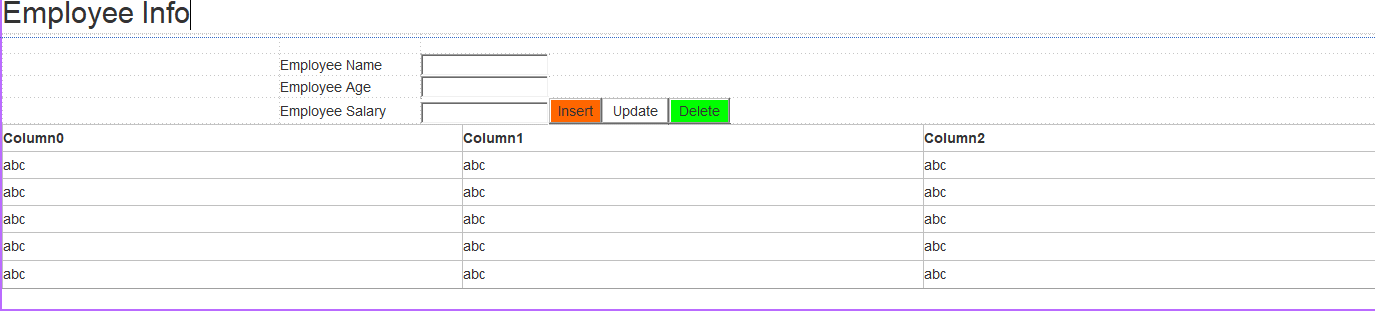 Employee Info
Employee Name
Employee Age
Employee Salary Insert Update Delete
Column0 Column1 Column2
abc abc abc
abc abc abc
abc abc abc
abc abc abc
abc abc abc